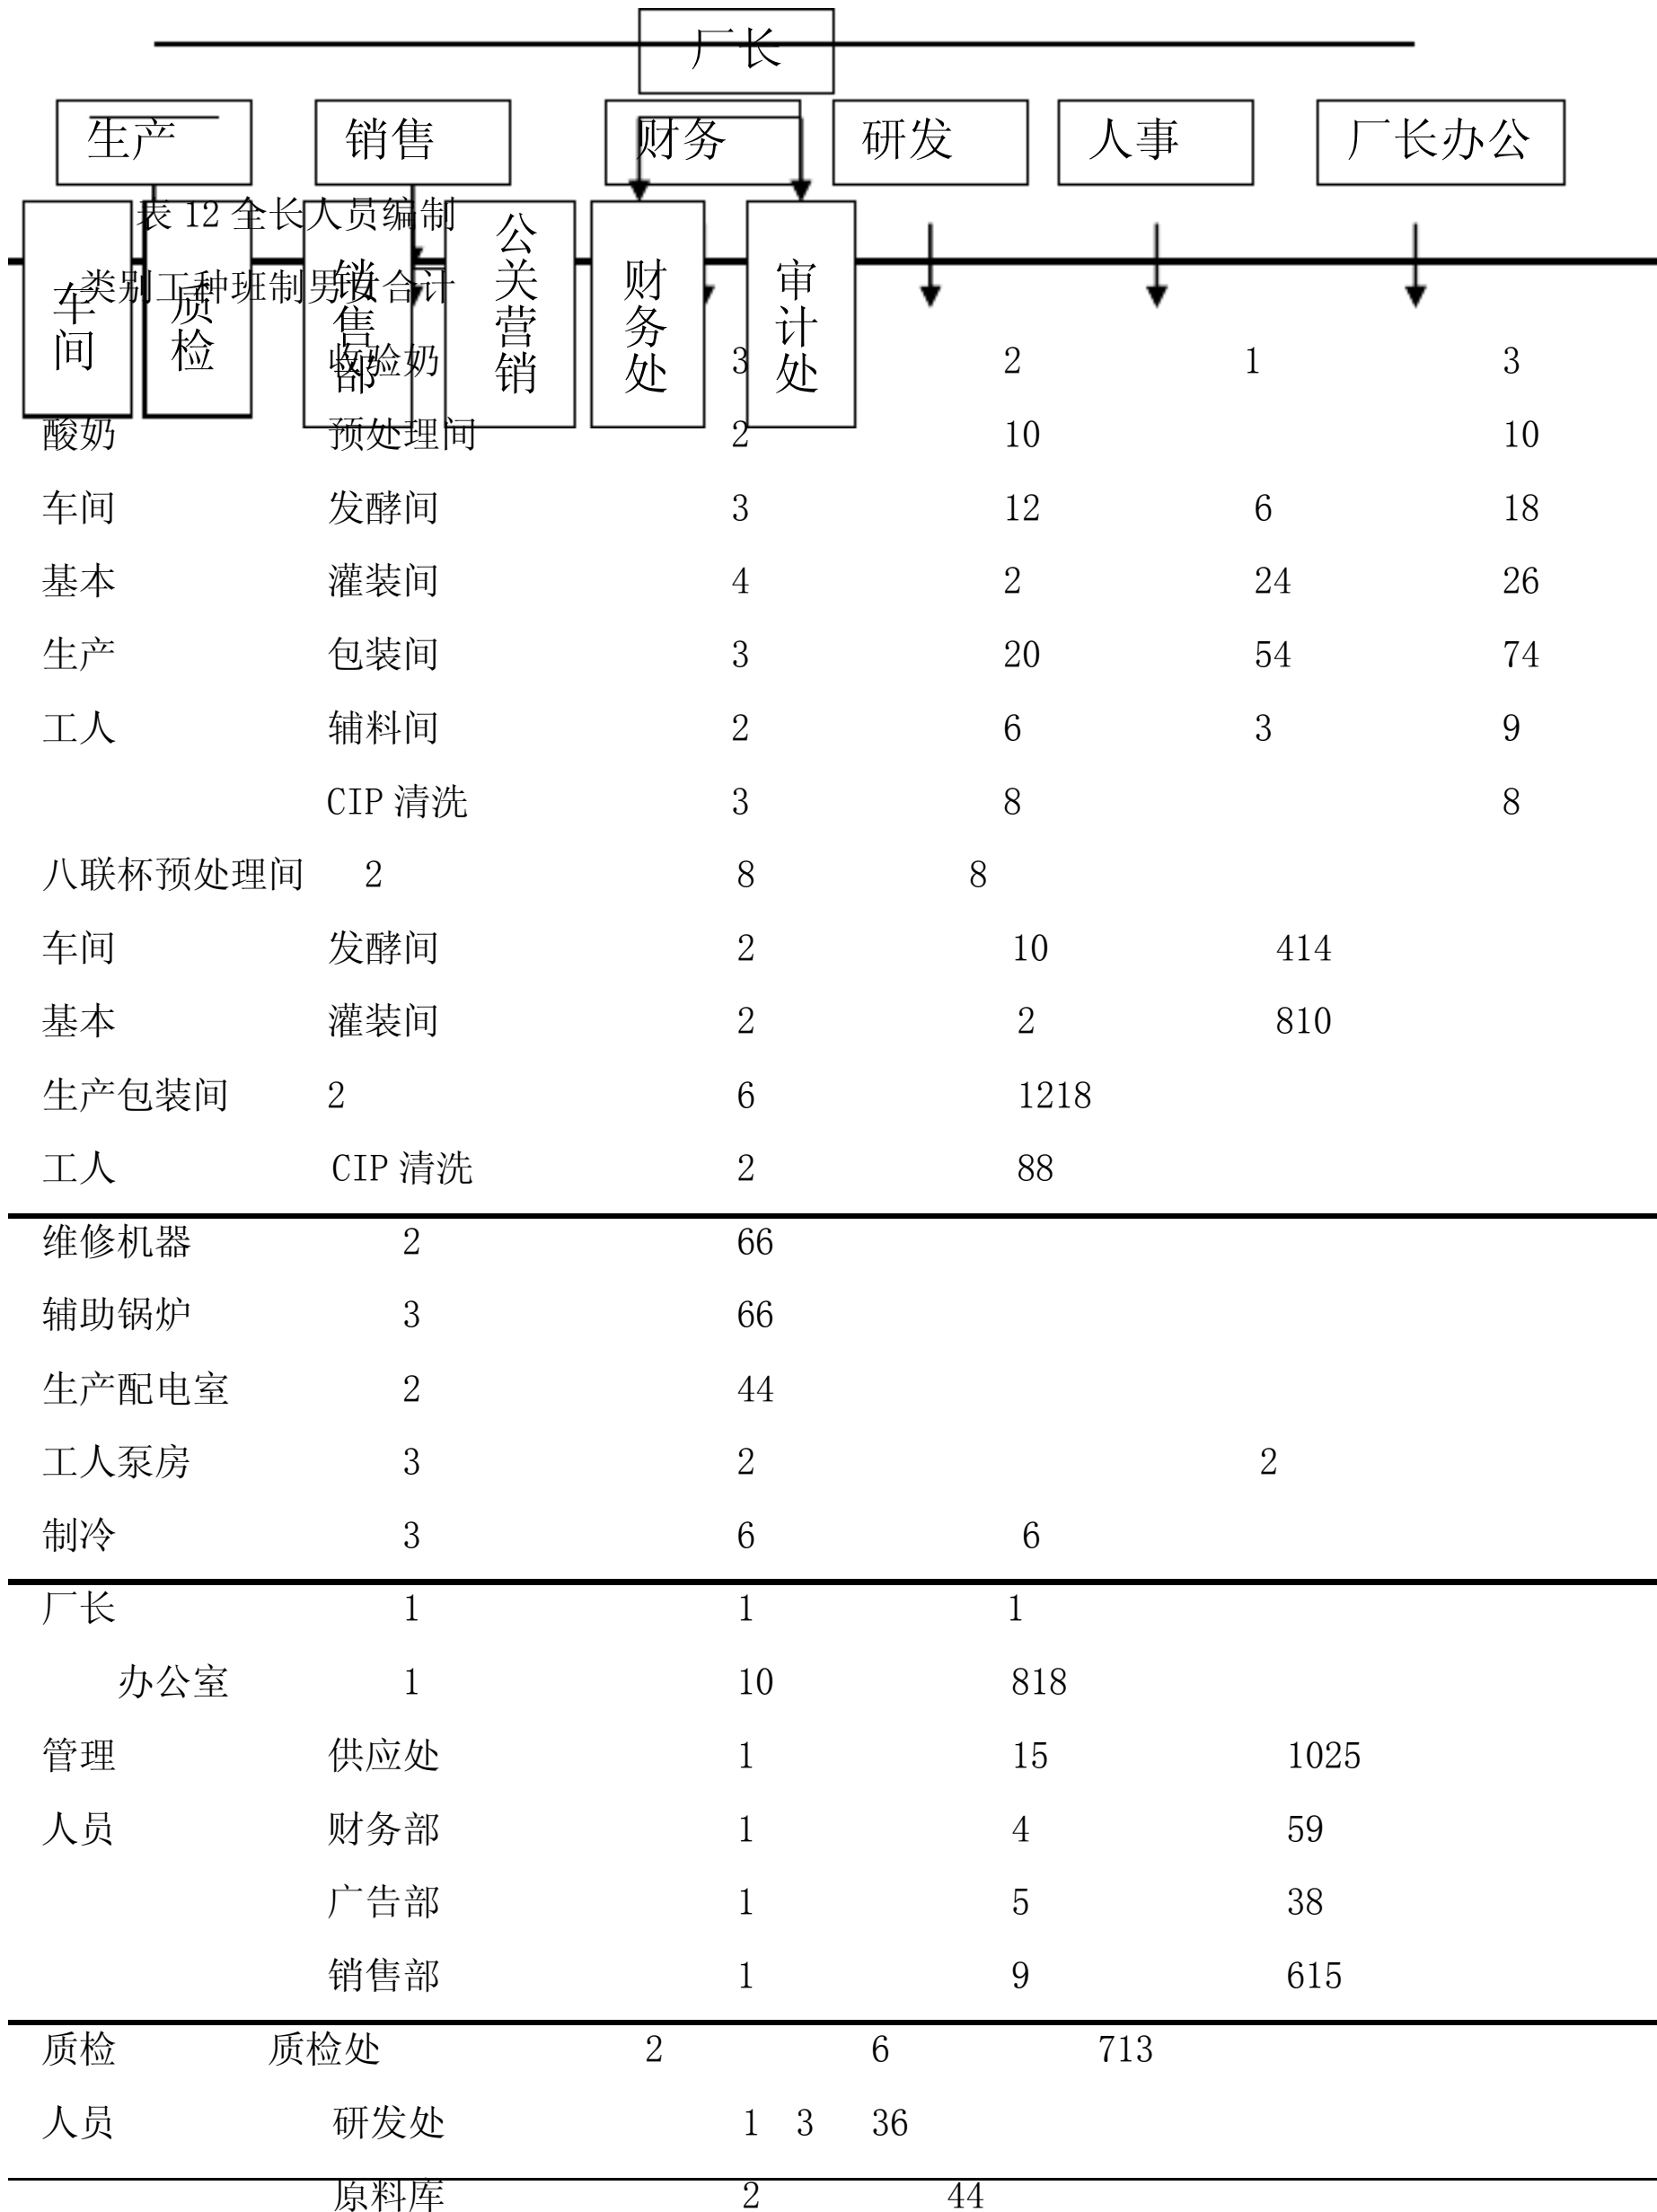 厂长
生产 销售 财务 研发 人事 厂长办公
表 12 全长人员编制
类别工种班制男女合计
车间 质检 销售部 公关营销 财务处 审计处
收验奶 3 2 1 3
酸奶 预处理间 2 10 10
车间 发酵间 3 12 6 18
基本 灌装间 4 2 24 26
生产 包装间 3 20 54 74
工人 辅料间 2 6 3 9
CIP 清洗 3 8 8
八联杯预处理间 2 8 8
车间 发酵间 2 10 414
基本 灌装间 2 2 810
生产包装间 2 6 1218
工人 CIP 清洗 2 88
维修机器 2 66
辅助锅炉 3 66
生产配电室 2 44
工人泵房 3 2 2
制冷 3 6 6
厂长 1 1 1
办公室 1 10 818
管理 供应处 1 15 1025
人员 财务部 1 4 59
广告部 1 5 38
销售部 1 9 615
质检 质检处 2 6 713
人员 研发处 1 3 36
原料库 2 44